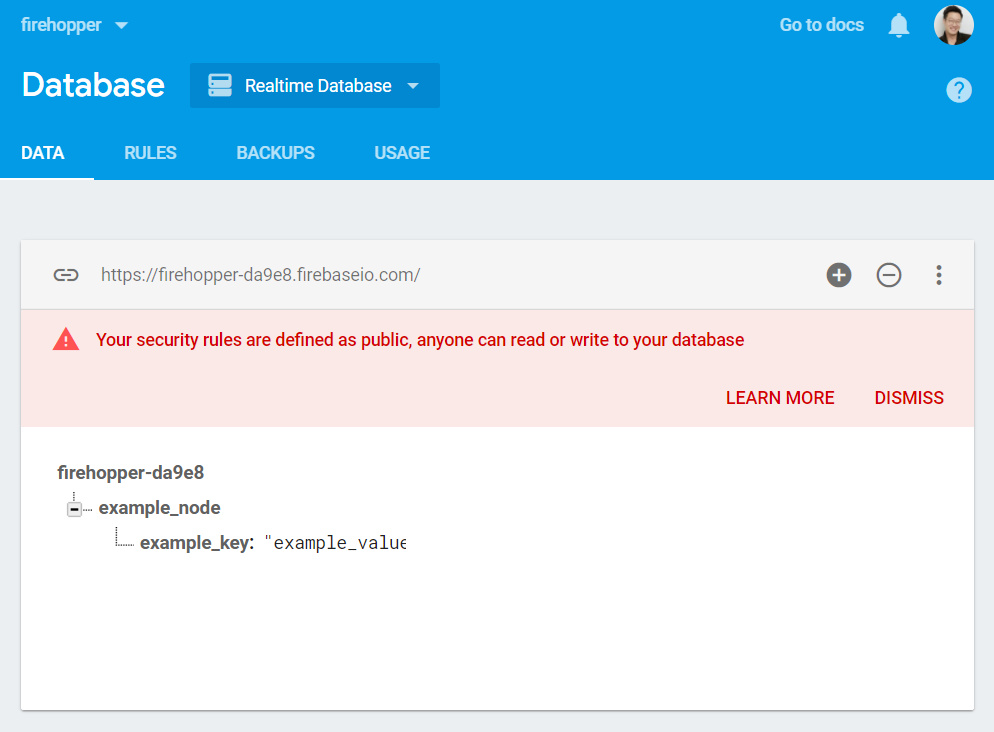 firehopper Go to docs
Database Realtime Database ?
DATA RULES BACKUPS USAGE
https://firehopper-da9e8.firebaseio.com/
Your security rules are defined as public, anyone can read or write to your database
LEARN MORE DISMISS
firehopper-da9e8
example_node
example_key: "example_value